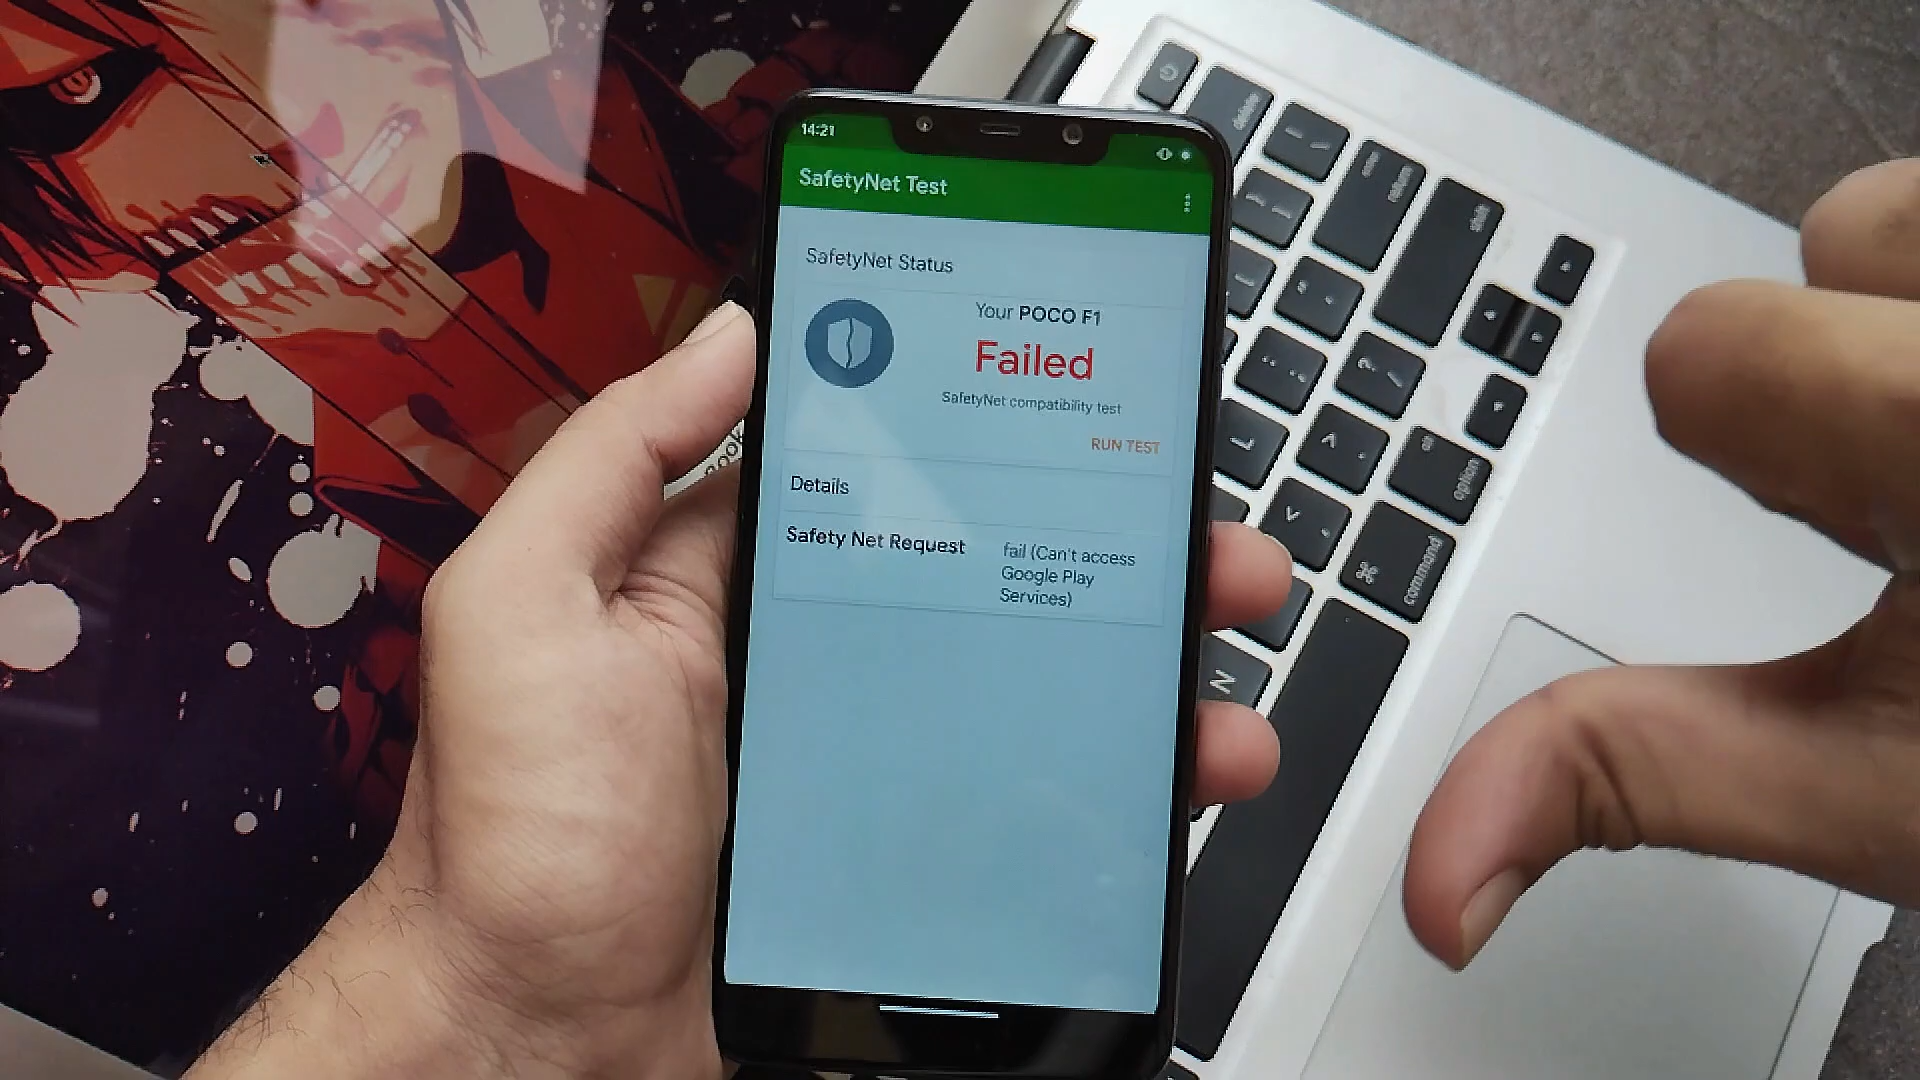 14:21
SafetyNet Test
SafetyNet Status
Your POCO F1
Failed
SafetyNet compatibility test
RUN TEST
Details
Safety Net Request
fail (Can't access
Google Play
Services)
delete
return
shift
option
command
N